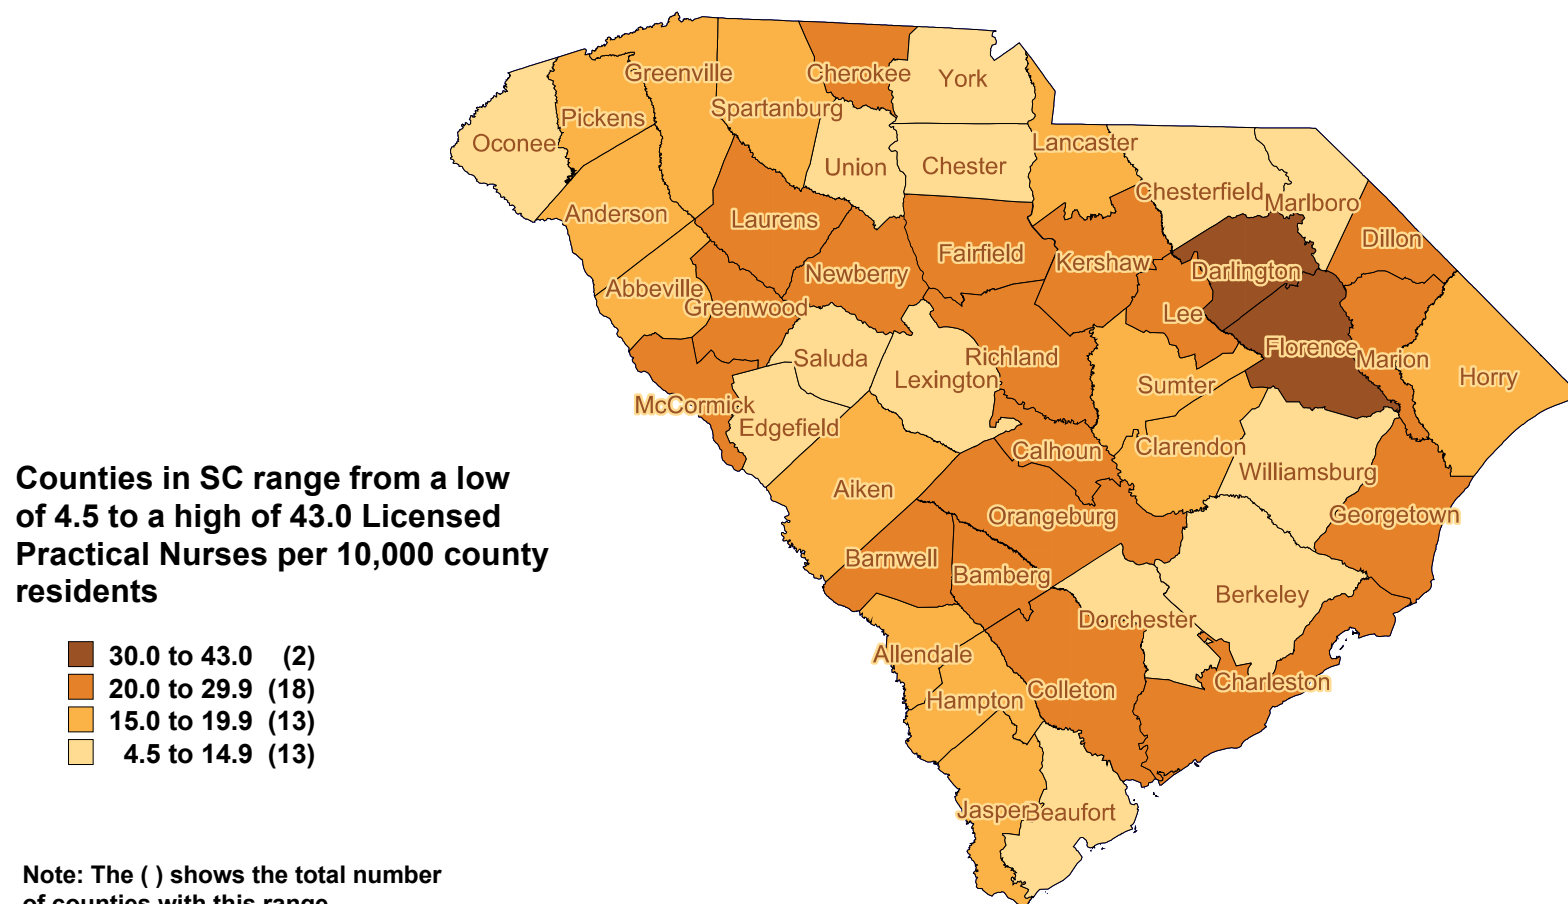 Greenville
Cherokee
York
Spartanburg
Pickens
Oconee
Lancaster
Union
Chester
Chesterfield
Marlboro
Anderson
Laurens
Dillon
Fairfield
Kershaw
Darlington
Newberry
Abbeville
Greenwood
Lee
Florence
Marion
Saluda
Richland
Lexington
Sumter
Horry
McCormick
Edgefield
Calhoun
Clarendon
Williamsburg
Aiken
Orangeburg
Georgetown
Barnwell
Bamberg
Berkeley
Dorchester
Allendale
Hampton
Colleton
Charleston
Jasper
Beaufort
Counties in SC range from a low
of 4.5 to a high of 43.0 Licensed
Practical Nurses per 10,000 county
residents
30.0 to 43.0 (2)
20.0 to 29.9 (18)
15.0 to 19.9 (13)
4.5 to 14.9 (13)
Note: The ( ) shows the total number
of counties with this range